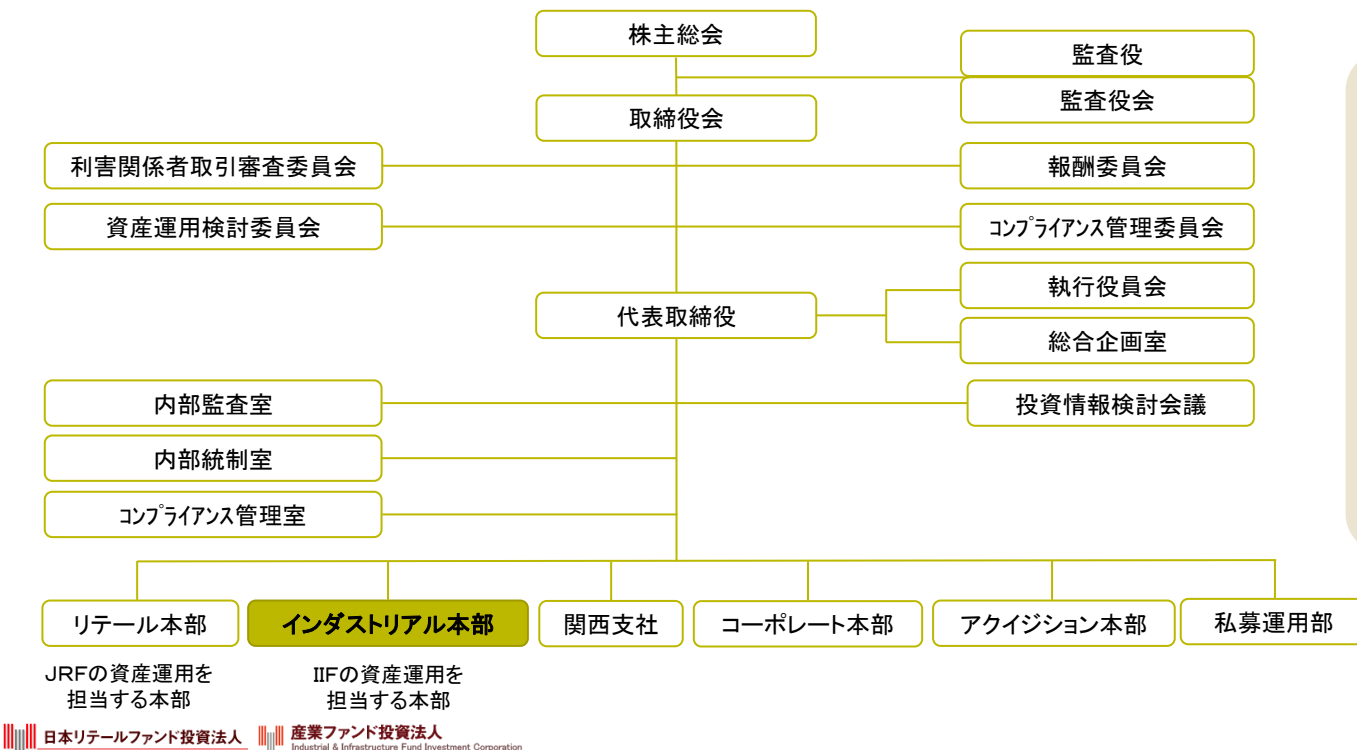 株主総会
監査役
監査役会
取締役会
利害関係者取引審査委員会
報酬委員会
資産運用検討委員会
ｺﾝﾌﾟﾗｲｱﾝｽ管理委員会
執行役員会
代表取締役
総合企画室
内部監査室
投資情報検討会議
内部統制室
ｺﾝﾌﾟﾗｲｱﾝｽ管理室
リテール本部
インダストリアル本部
関西支社
コーポレート本部
アクイジション本部
私募運用部
JRFの資産運用を
担当する本部
IIFの資産運用を
担当する本部
日本リテールファンド投資法人
産業ファンド投資法人
Industrial & Infrastructure Fund Investment Corporation